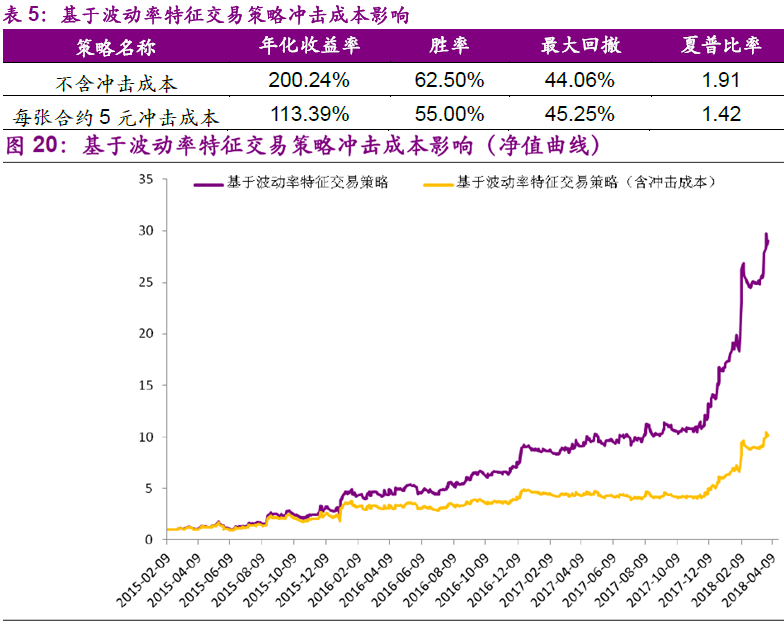 表 5：基于波动率特征交易策略冲击成本影响
策略名称 年化收益率 胜率 最大回撤 夏普比率
不含冲击成本 200.24% 62.50% 44.06% 1.91
每张合约 5 元冲击成本 113.39% 55.00% 45.25% 1.42
图 20：基于波动率特征交易策略冲击成本影响（净值曲线）
基于波动率特征交易策略 基于波动率特征交易策略（含冲击成本）
35
30
25
20
15
10
5
0
2015-02-09 2015-04-09 2015-06-09 2015-08-09 2015-10-09 2015-12-09 2016-02-09 2016-04-09 2016-06-09 2016-08-09 2016-10-09 2016-12-09 2017-02-09 2017-04-09 2017-06-09 2017-08-09 2017-10-09 2017-12-09 2018-02-09 2018-04-09